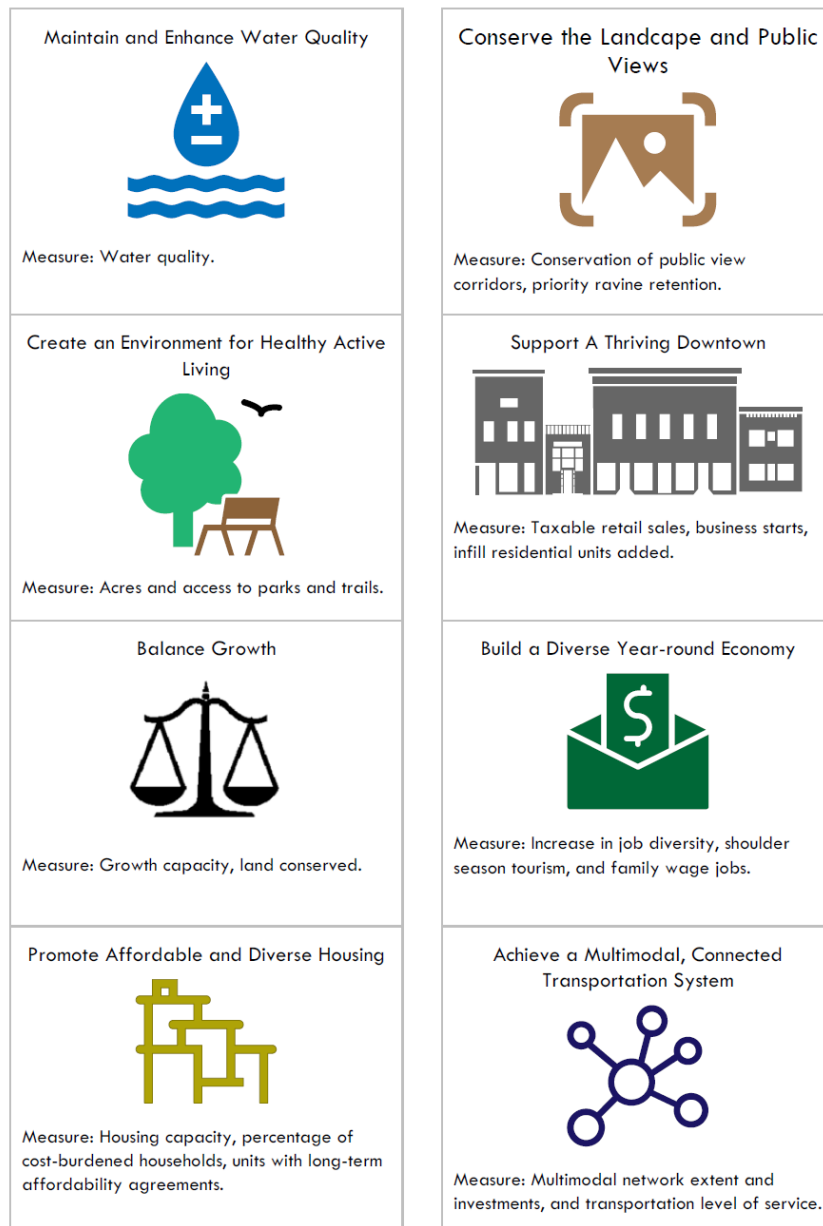 Maintain and Enhance Water Quality
Measure: Water quality.
Conserve the Landcape and Public
Views
Measure: Conservation of public view
corridors, priority ravine retention.
Create an Environment for Healthy Active
Living
Measure: Acres and access to parks and trails.
Support A Thriving Downtown
Measure: Taxable retail sales, business starts,
infill residential units added.
Balance Growth
Measure: Growth capacity, land conserved.
Build a Diverse Year-round Economy
$
Measure: Increase in job diversity, shoulder
season tourism, and family wage jobs.
Promote Affordable and Diverse Housing
Measure: Housing capacity, percentage of
cost-burdened households, units with long-term
affordability agreements.
Achieve a Multimodal, Connected
Transportation System
Measure: Multimodal network extent and
investments, and transportation level of service.